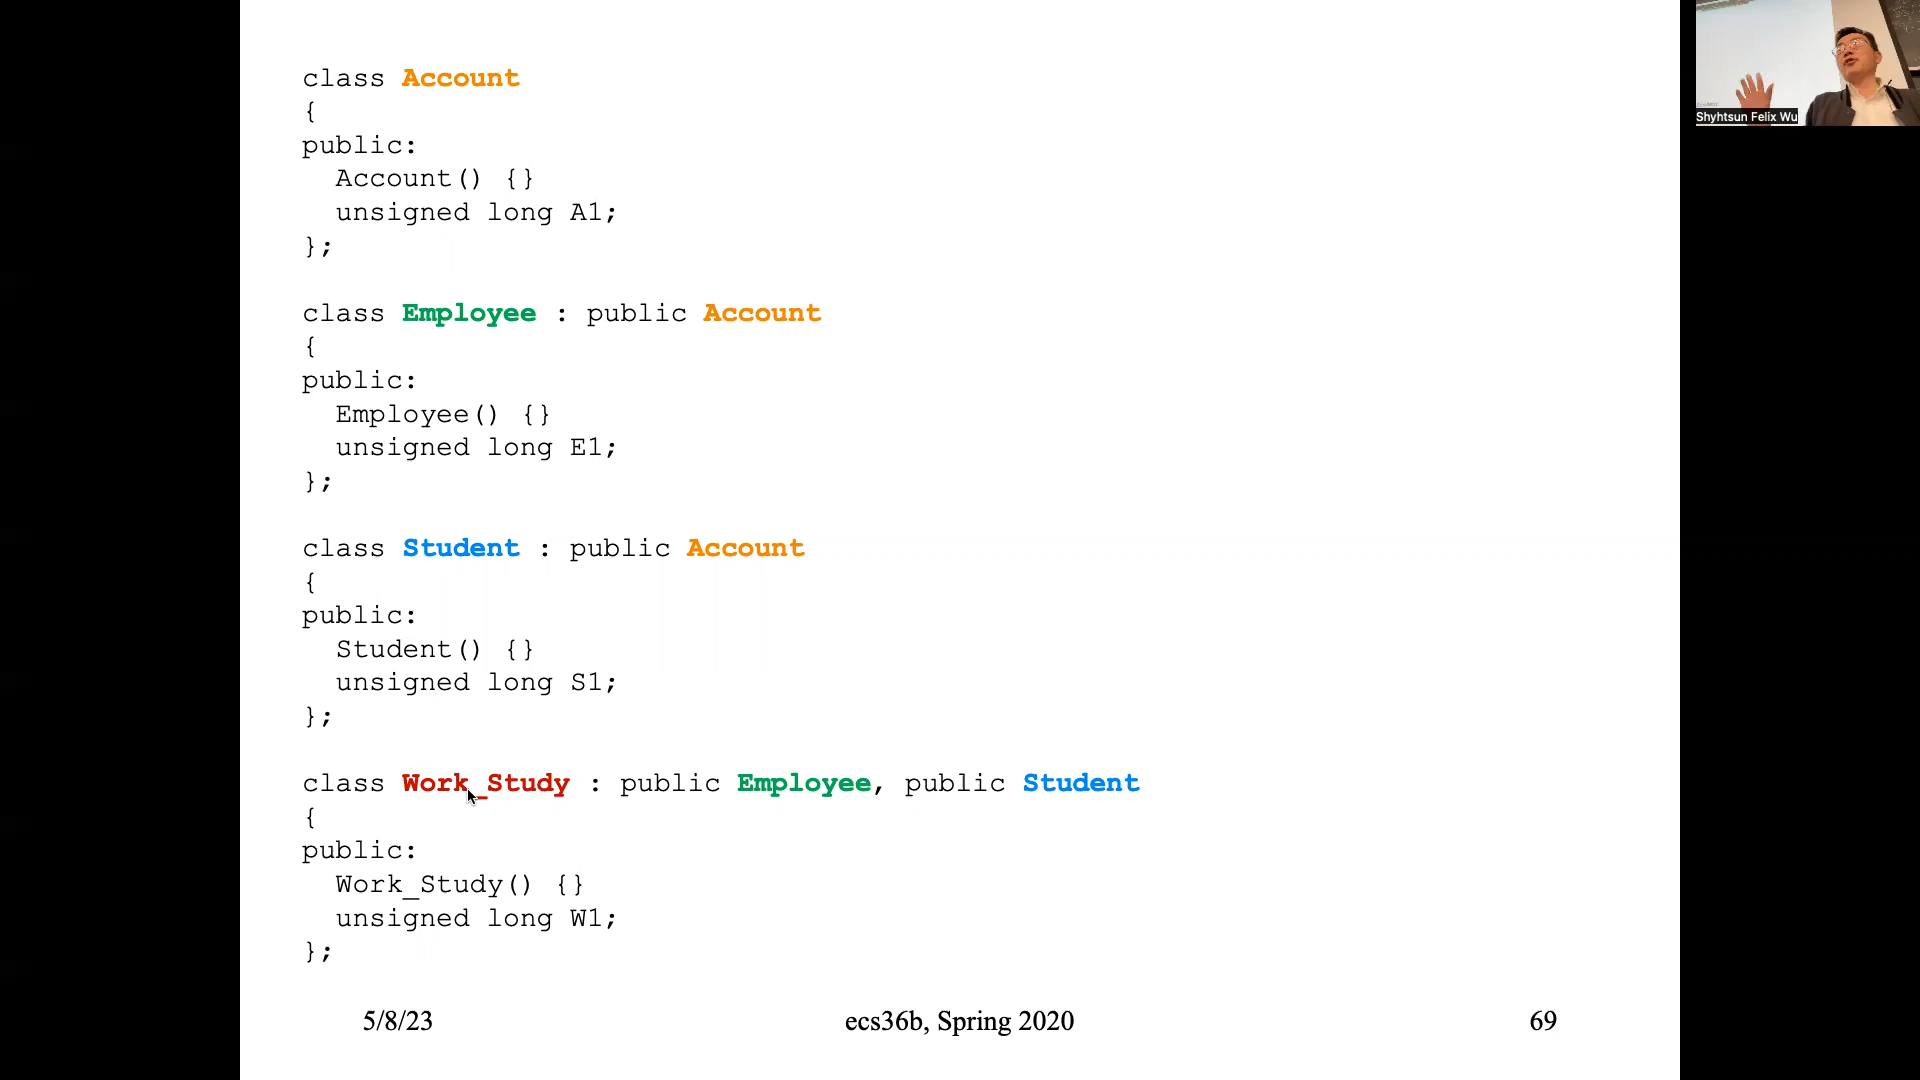 class Account
{
public:
  Account() {}
  unsigned long A1;
};
class Employee : public Account
{
public:
  Employee() {}
  unsigned long E1;
};
class Student : public Account
{
public:
  Student() {}
  unsigned long S1;
};
class Work_Study : public Employee, public Student
{
public:
  Work_Study() {}
  unsigned long W1;
};
5/8/23 ecs36b, Spring 2020 69
Shyhtsun Felix Wu